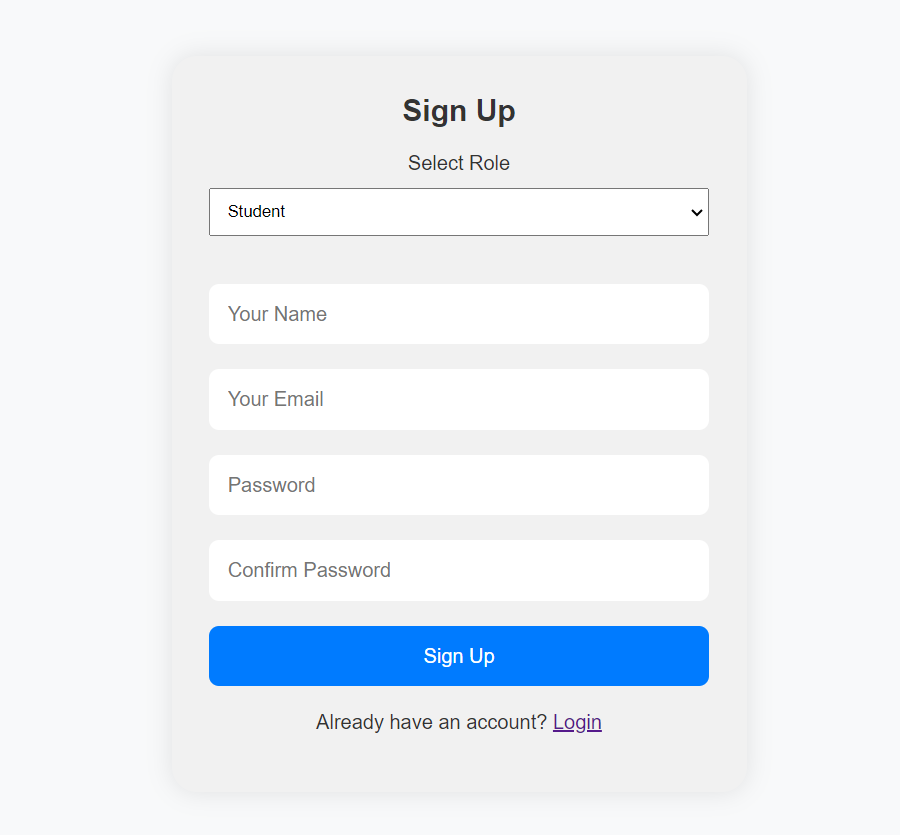 Sign Up
Select Role
Student
Your Name
Your Email
Password
Confirm Password
Sign Up
Already have an account? Login